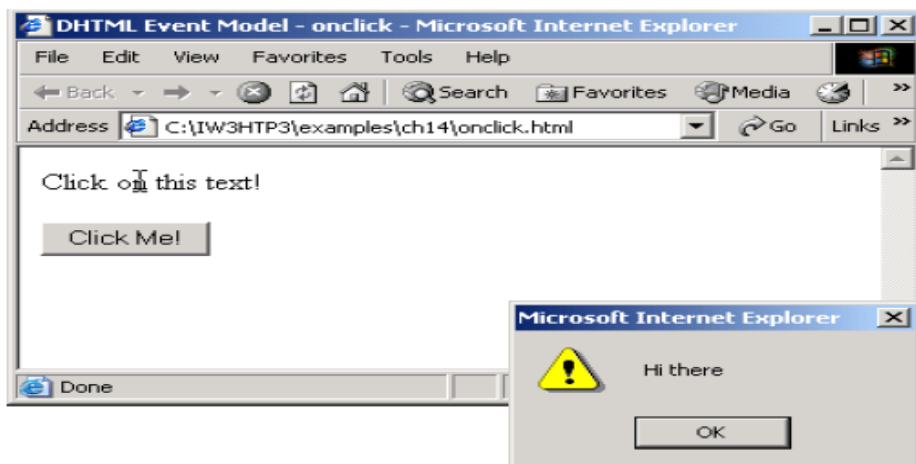 DHTML Event Model - onclick - Microsoft Internet Explorer
File Edit View Favorites Tools Help
Back Search Favorites Media »
Address C:\IW3HTP3\examples\ch14\onclick.html Go Links »
Click on this text!
Click Me!
Microsoft Internet Explorer
Hi there
OK
Done